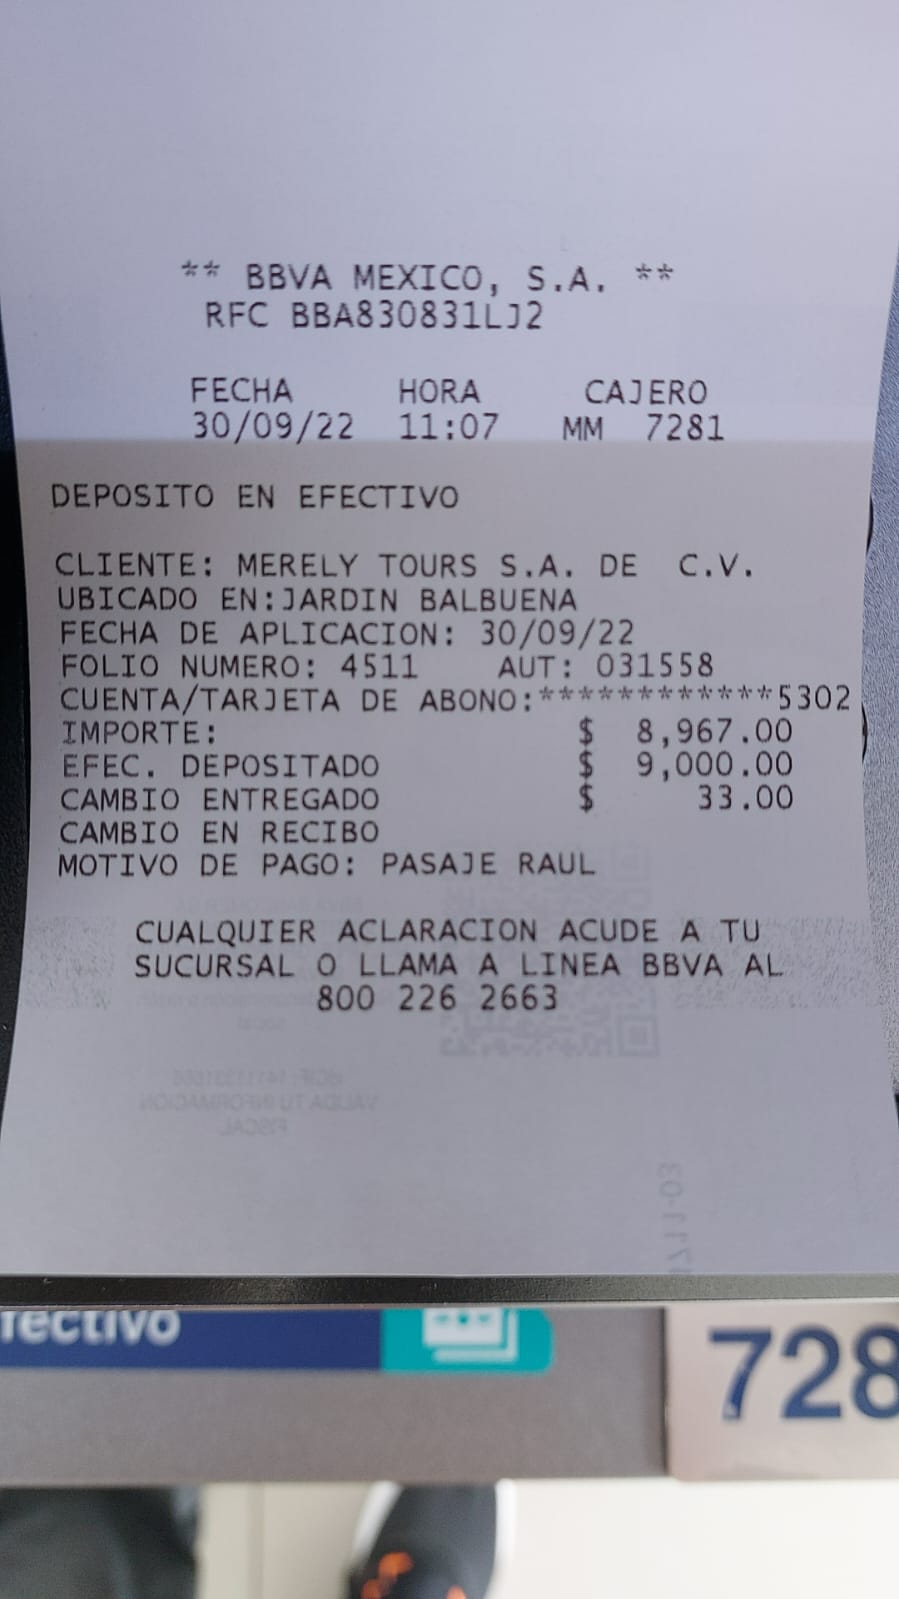 ** BBVA MEXICO, S.A. **
RFC BBA830831LJ2
FECHA HORA CAJERO
30/09/22 11:07 MM 7281
DEPOSITO EN EFECTIVO
CLIENTE: MERELY TOURS S.A. DE C.V.
UBICADO EN:JARDIN BALBUENA
FECHA DE APLICACION: 30/09/22
FOLIO NUMERO: 4511 AUT: 031558
CUENTA/TARJETA DE ABONO:************5302
IMPORTE: $ 8,967.00
EFEC. DEPOSITADO $ 9,000.00
CAMBIO ENTREGADO $ 33.00
CAMBIO EN RECIBO
MOTIVO DE PAGO: PASAJE RAUL
CUALQUIER ACLARACION ACUDE A TU
SUCURSAL O LLAMA A LINEA BBVA AL
800 226 2663
VALIDA TU INFORMACION
FISCAL
fectivo
728